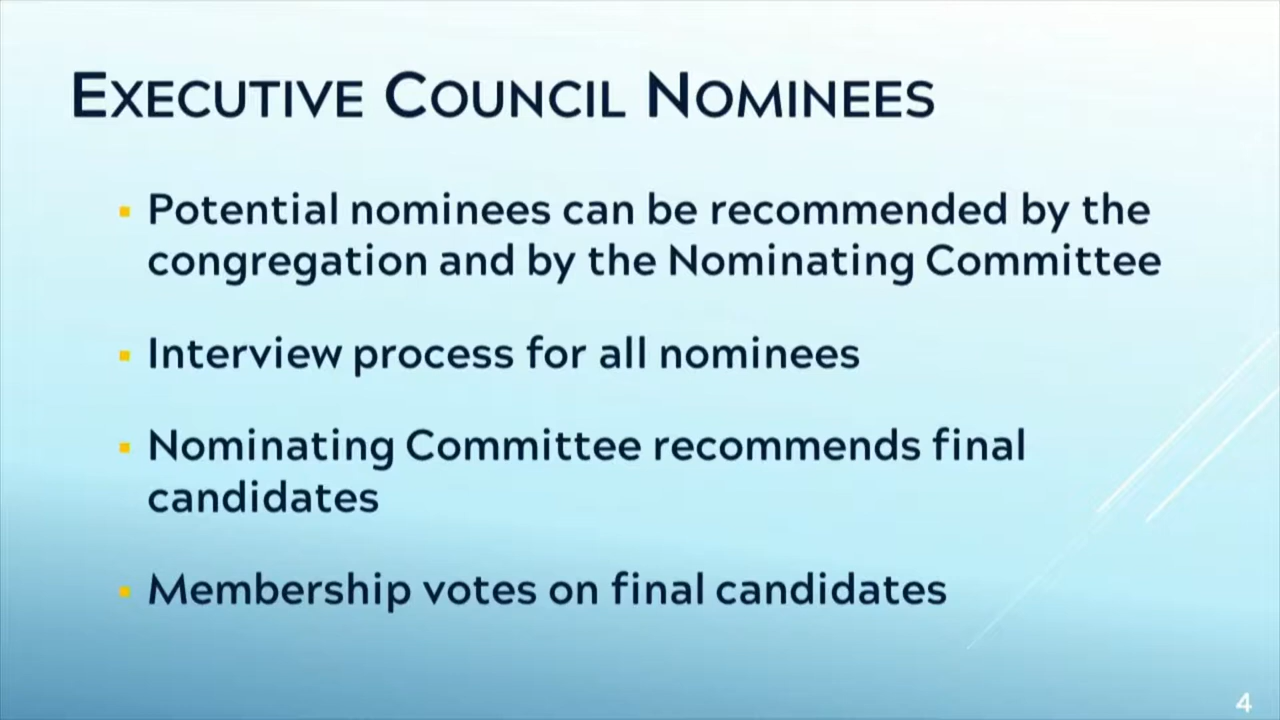 Executive Council Nominees
▪ Potential nominees can be recommended by the
congregation and by the Nominating Committee
▪ Interview process for all nominees
▪ Nominating Committee recommends final
candidates
▪ Membership votes on final candidates
4